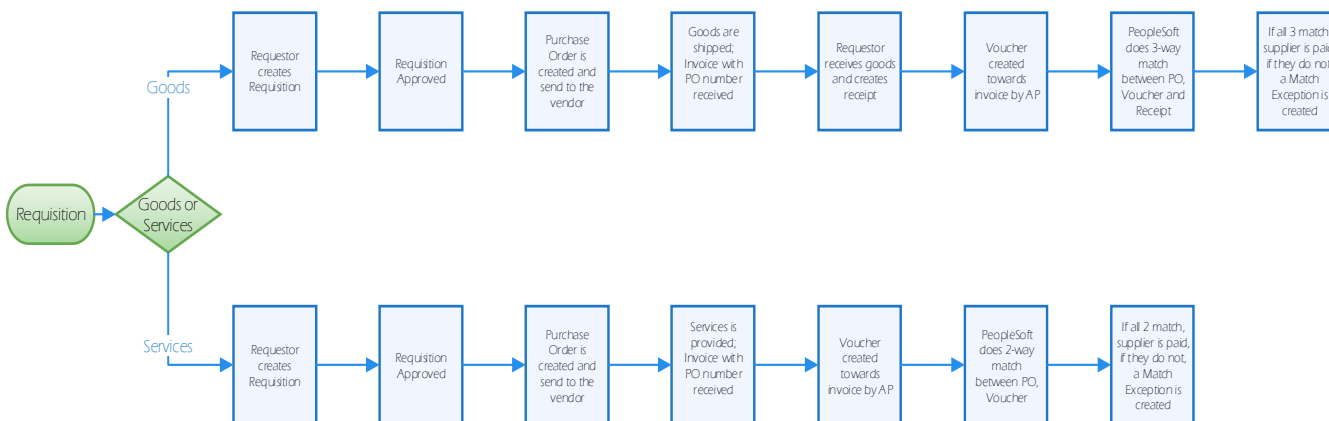 Requisition
Goods or
Services
Goods
Requestor
creates
Requisition
Requisition
Approved
Purchase
Order is
created and
send to the
vendor
Goods are
shipped;
Invoice with
PO number
received
Requestor
receives goods
and creates
receipt
Voucher
created
towards
invoice by AP
PeopleSoft
does 3-way
match
between PO,
Voucher and
Receipt
If all 3 match,
supplier is paid,
if they do not,
a Match
Exception is
created
Services
Requestor
creates
Requisition
Requisition
Approved
Purchase
Order is
created and
send to the
vendor
Services is
provided;
Invoice with
PO number
received
Voucher
created
towards
invoice by AP
PeopleSoft
does 2-way
match
between PO,
Voucher
If all 2 match,
supplier is paid,
if they do not,
a Match
Exception is
created